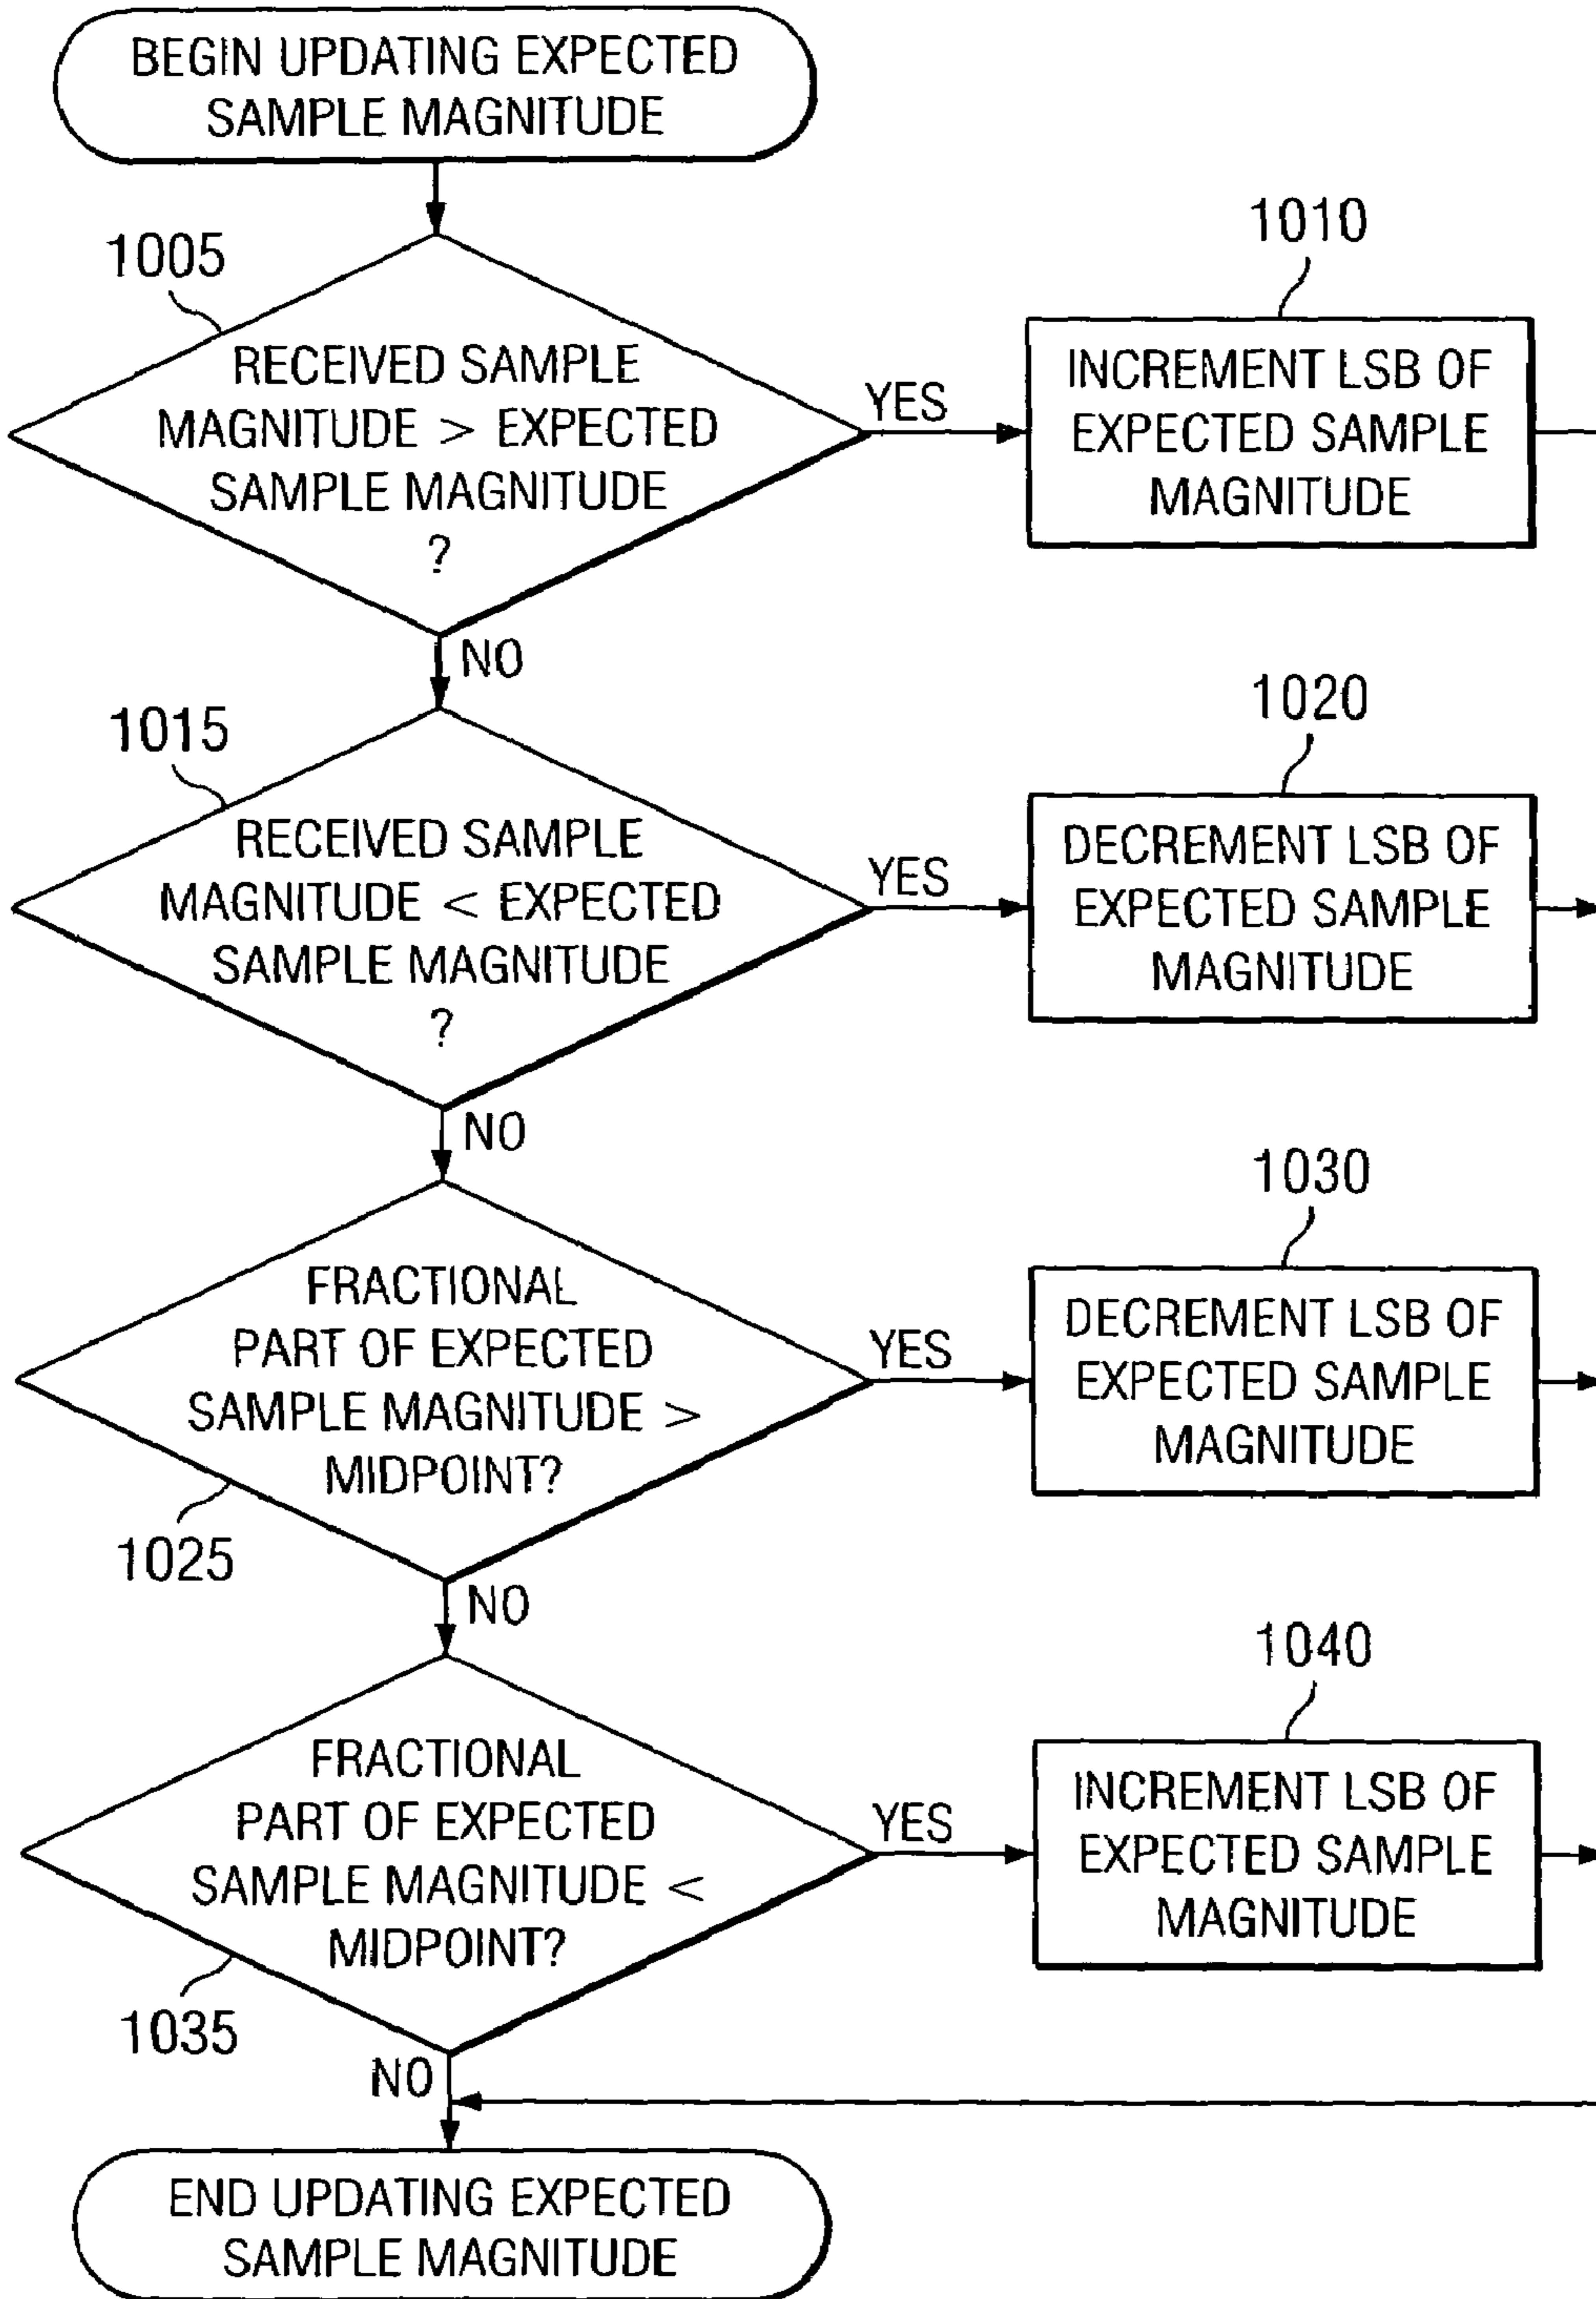 BEGIN UPDATING EXPECTED
SAMPLE MAGNITUDE
1005
RECEIVED SAMPLE
MAGNITUDE > EXPECTED
SAMPLE MAGNITUDE
?
YES
1010
INCREMENT LSB OF
EXPECTED SAMPLE
MAGNITUDE
NO
1015
RECEIVED SAMPLE
MAGNITUDE < EXPECTED
SAMPLE MAGNITUDE
?
YES
1020
DECREMENT LSB OF
EXPECTED SAMPLE
MAGNITUDE
NO
FRACTIONAL
PART OF EXPECTED
SAMPLE MAGNITUDE >
MIDPOINT?
1025
YES
1030
DECREMENT LSB OF
EXPECTED SAMPLE
MAGNITUDE
NO
FRACTIONAL
PART OF EXPECTED
SAMPLE MAGNITUDE <
MIDPOINT?
1035
YES
1040
INCREMENT LSB OF
EXPECTED SAMPLE
MAGNITUDE
NO
END UPDATING EXPECTED
SAMPLE MAGNITUDE